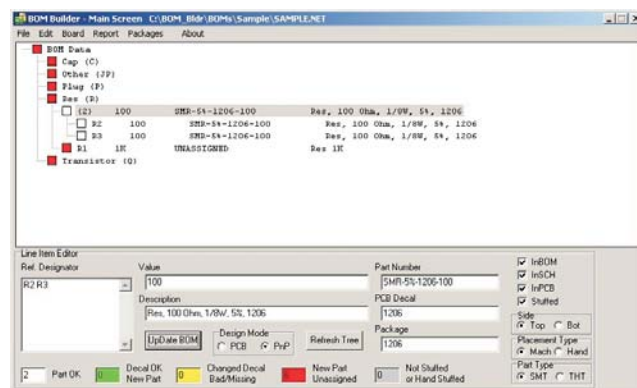 BOM Builder - Main Screen C:\BOM_Bldr\BOMs\Sample\SAMPLE.NET
File Edit Board Report Packages About
BOM Data
Cap (C)
Other (JP)
Plug (P)
Res (R)
(2) 100 SMR-5%-1206-100 Res, 100 Ohm, 1/8W, 5%, 1206
R2 100 SMR-5%-1206-100 Res, 100 Ohm, 1/8W, 5%, 1206
R3 100 SMR-5%-1206-100 Res, 100 Ohm, 1/8W, 5%, 1206
R1 1K UNASSIGNED Res 1K
Transistor (Q)
Line Item Editor
Ref. Designator Value Part Number
R2 R3 100 SMR-5%-1206-100
Description PCB Decal
Res, 100 Ohm, 1/8W, 5%, 1206 1206
Package
1206
UpDate BOM Design Mode PCB PnP Refresh Tree
InBOM
InSCH
InPCB
Stuffed
Side
Top Bot
Placement Type
Mach Hand
Part Type
SMT THT
2 Part OK 0 Decal OK New Part 0 Changed Decal Bad/Missing New Part Unassigned 0 Not Stuffed or Hand Stuffed